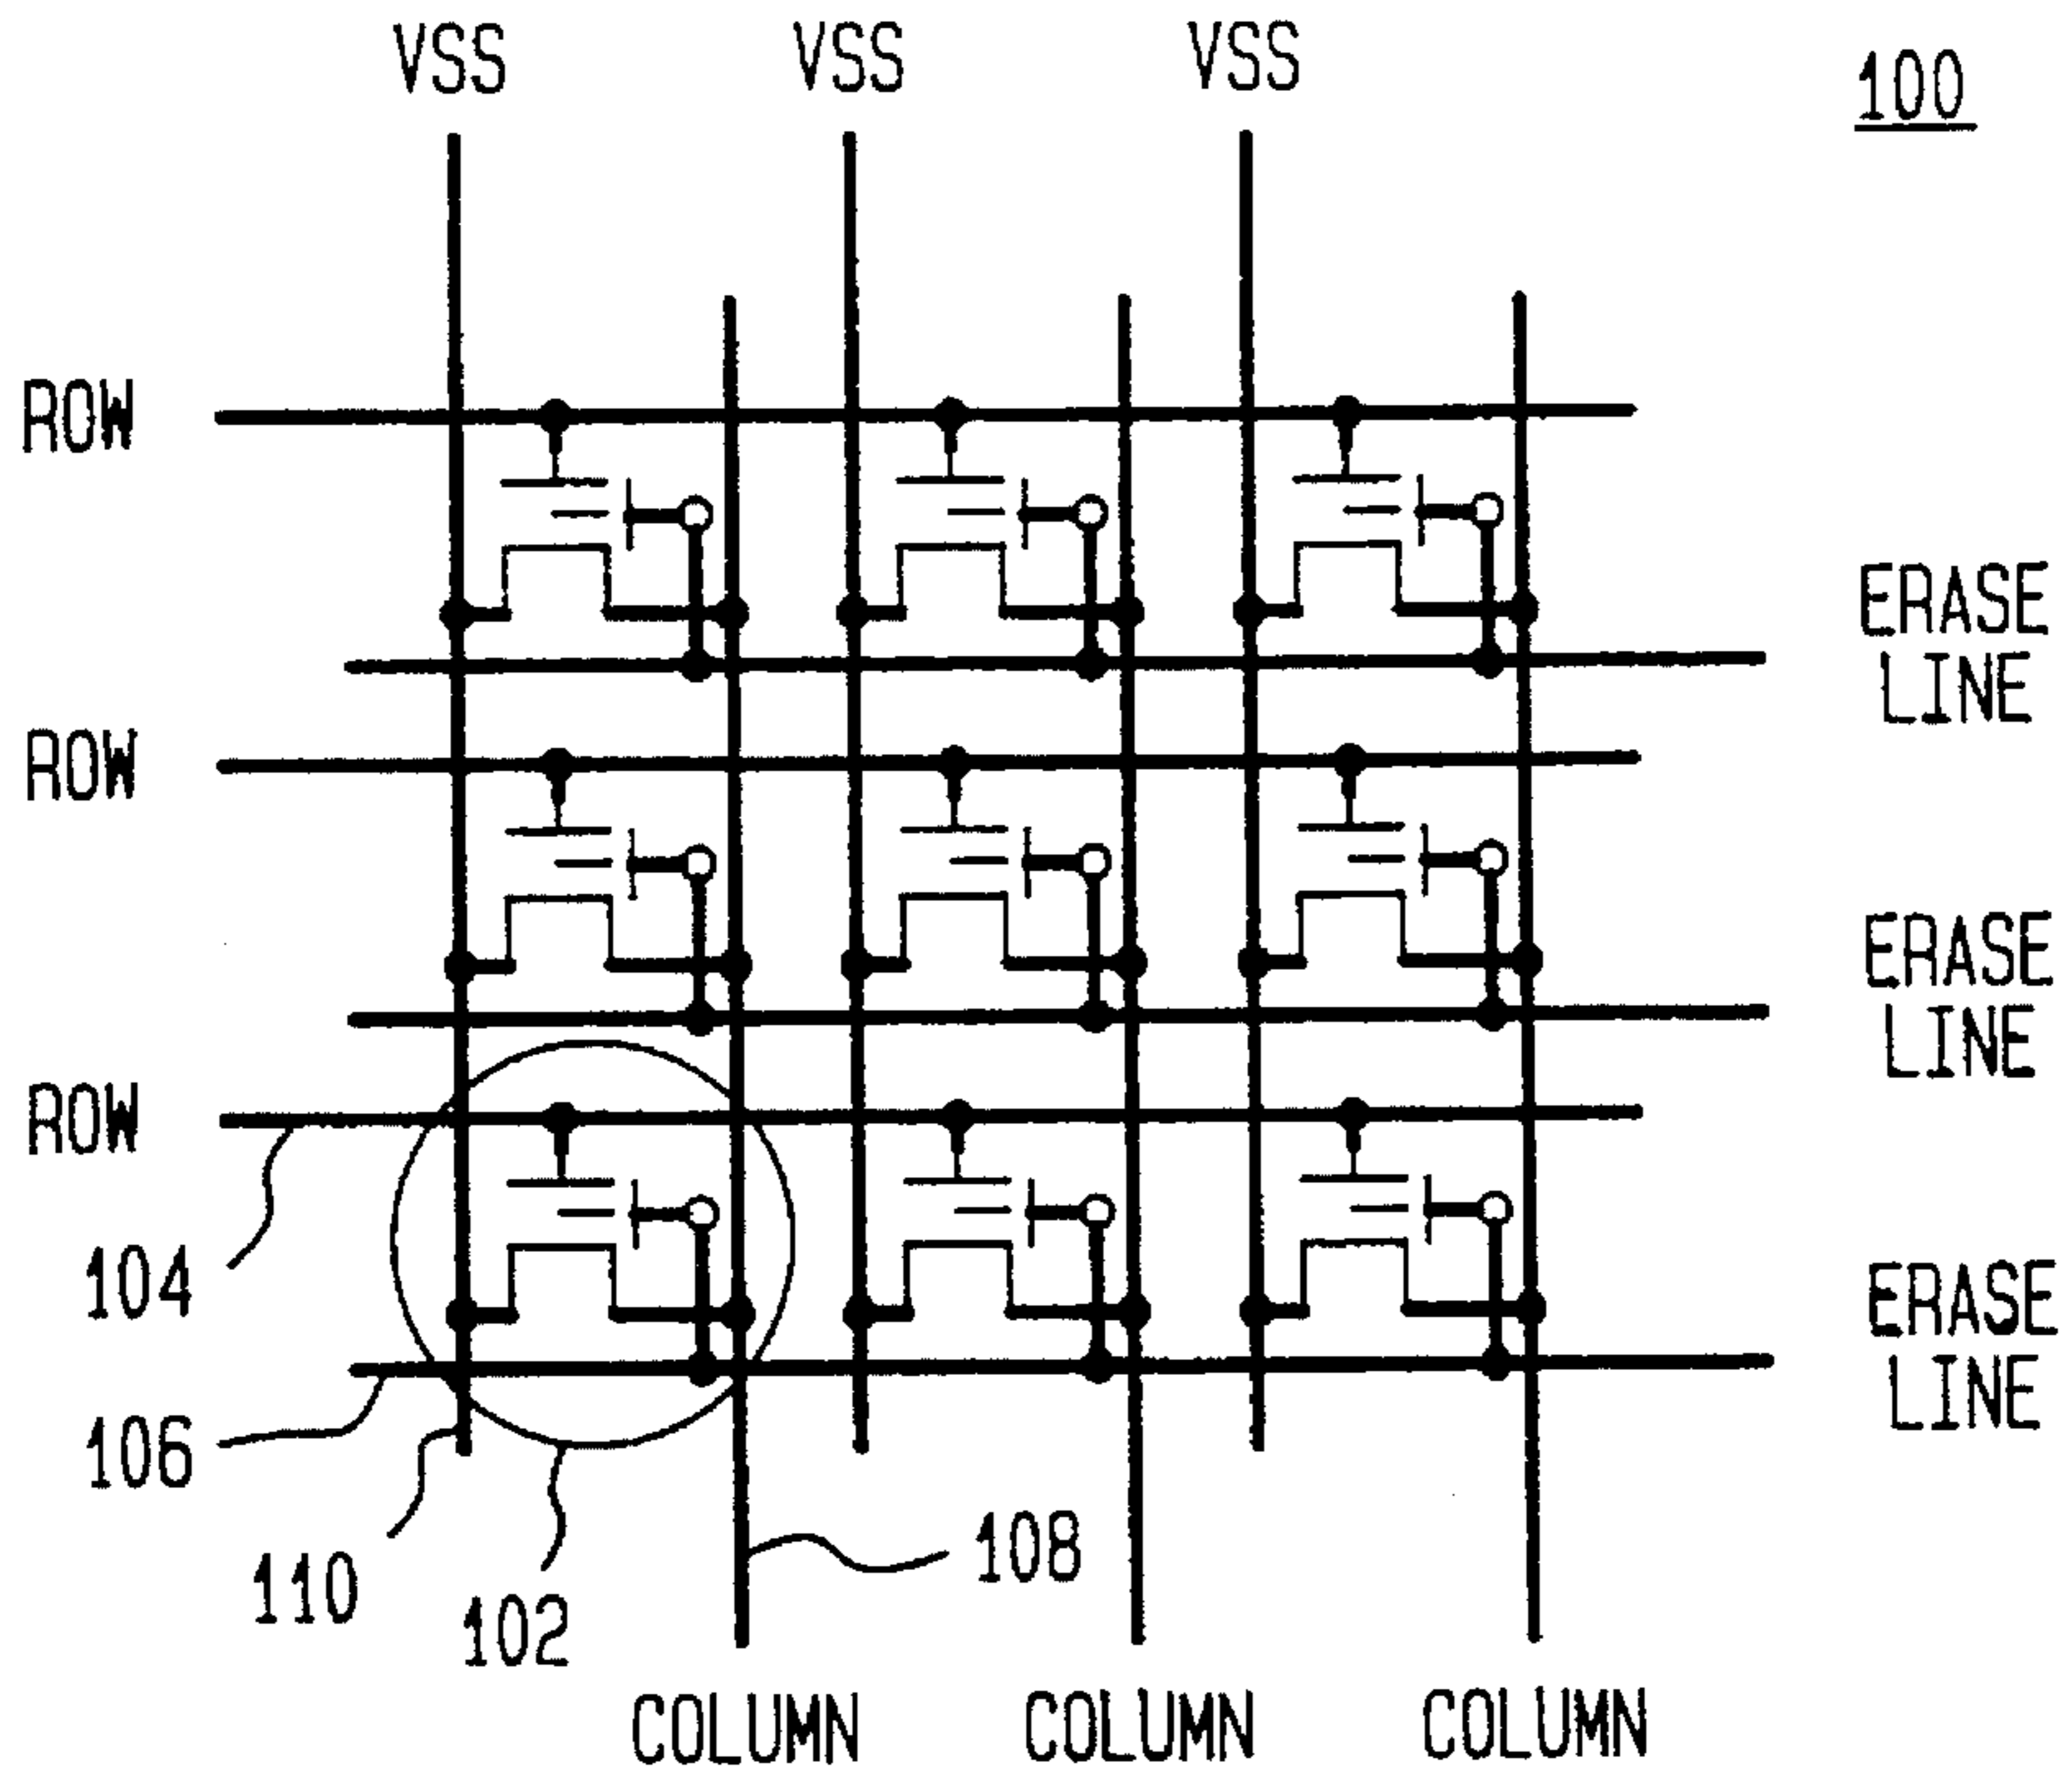 VSS VSS VSS
100
ROW
ERASE
LINE
ROW
ERASE
LINE
ROW
104
ERASE
LINE
106
110
102
108
COLUMN COLUMN COLUMN